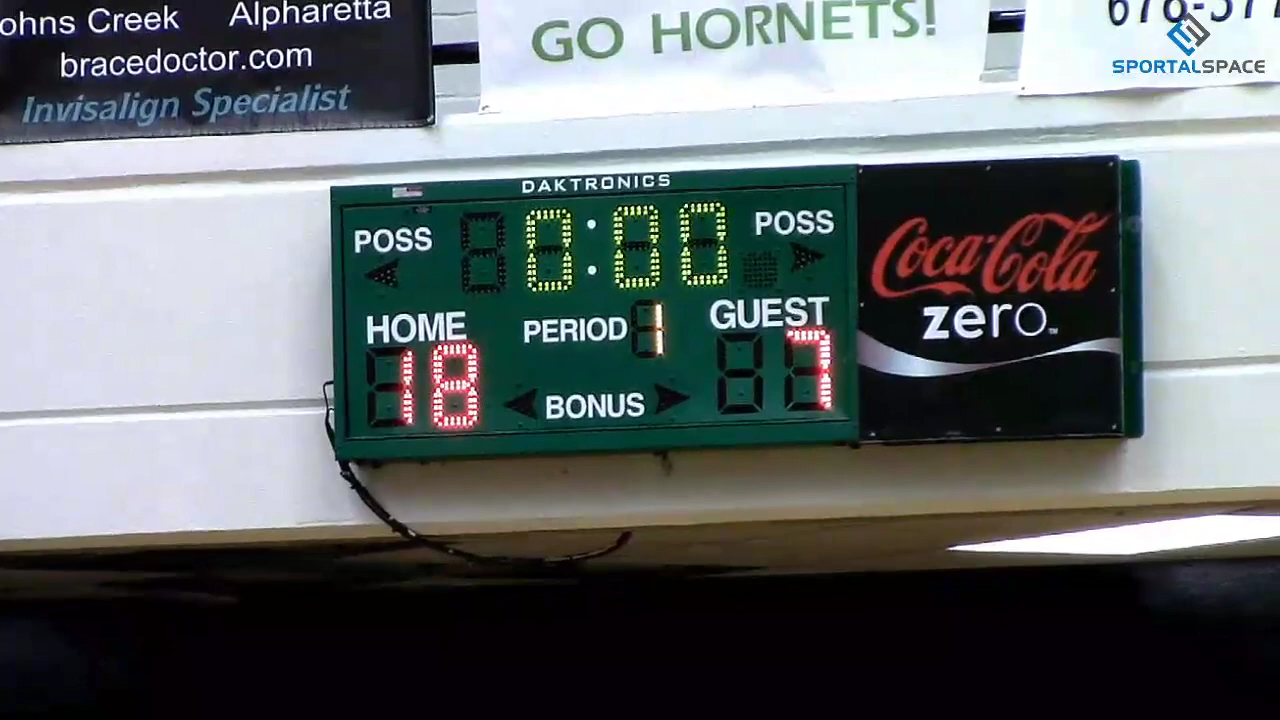 ohns Creek Alpharetta
bracedoctor.com
Invisalign Specialist
GO HORNETS!
SPORTALSPACE
DAKTRONICS
POSS 0:00 POSS
HOME PERIOD 1 GUEST
18 BONUS 7
Coca-Cola
zero™